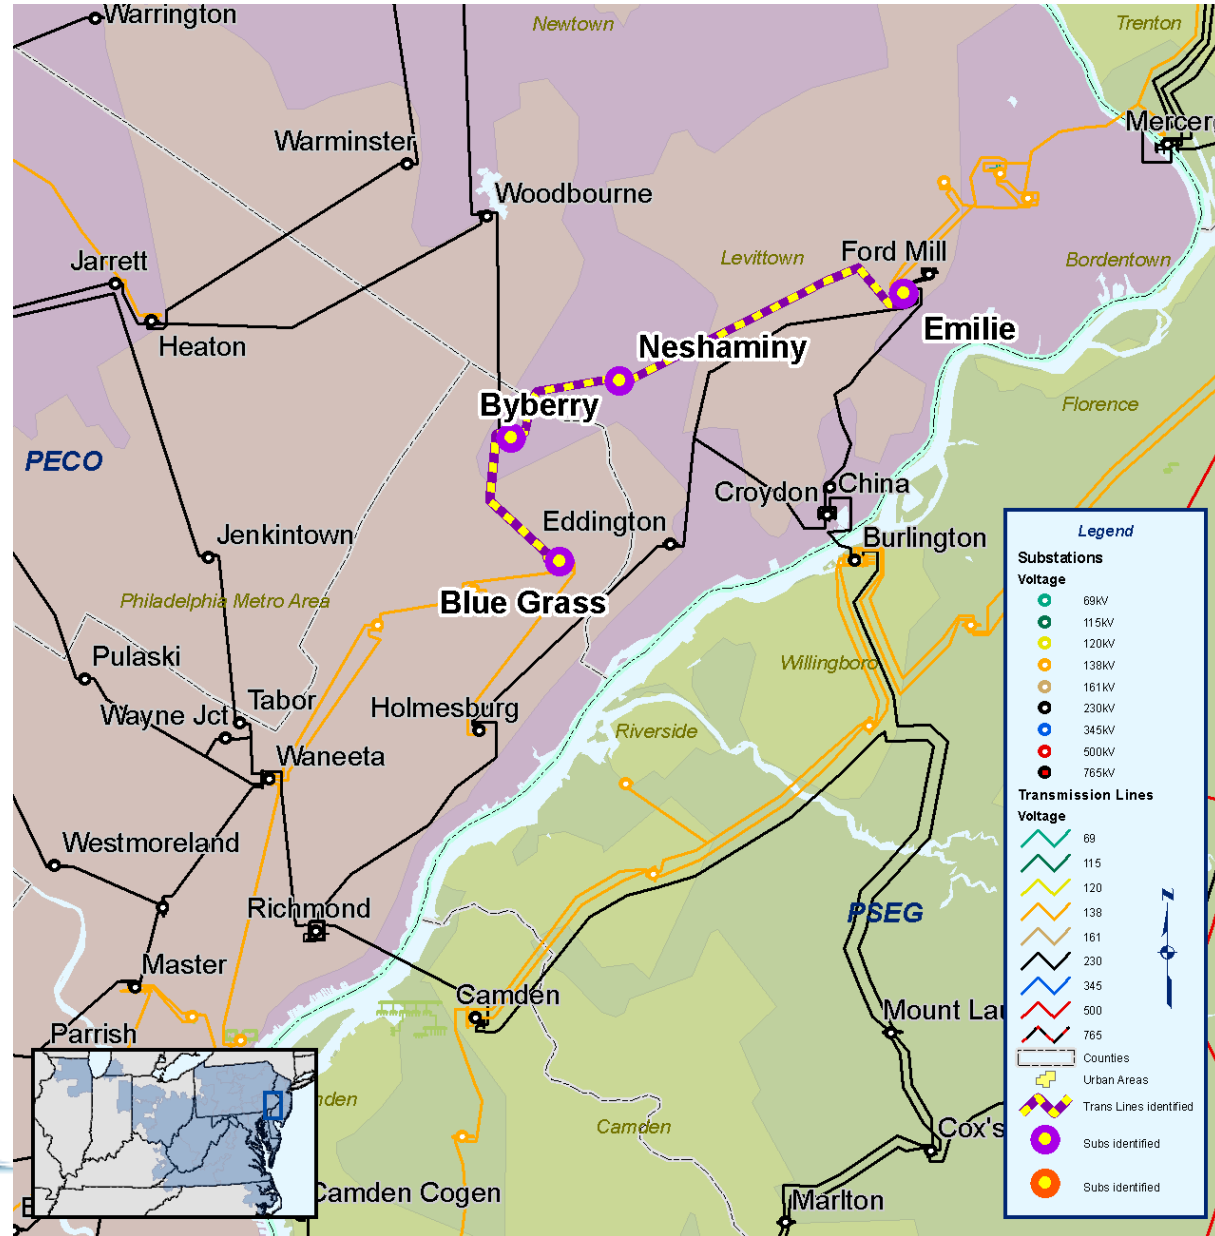 Warrington
Newtown
Trenton
Mercer
Warminster
Woodbourne
Ford Mill
Levittown
Bordentown
Jarrett
Heaton
Emilie
Neshaminy
Byberry
Florence
PECO
China
Croydon
Eddington
Burlington
Jenkintown
Blue Grass
Philadelphia Metro Area
Pulaski
Willingboro
Tabor
Wayne Jct
Holmesburg
Riverside
Waneeta
Westmoreland
Richmond
PSEG
Master
Camden
Mount Lau
Parrish
nden
Camden
Cox's
Camden Cogen
Marlton
Legend
Substations
Voltage
69kV
115kV
120kV
138kV
161kV
230kV
345kV
500kV
765kV
Transmission Lines
Voltage
69
115
120
138
161
230
345
500
765
Counties
Urban Areas
Trans Lines identified
Subs identified
Subs identified
N